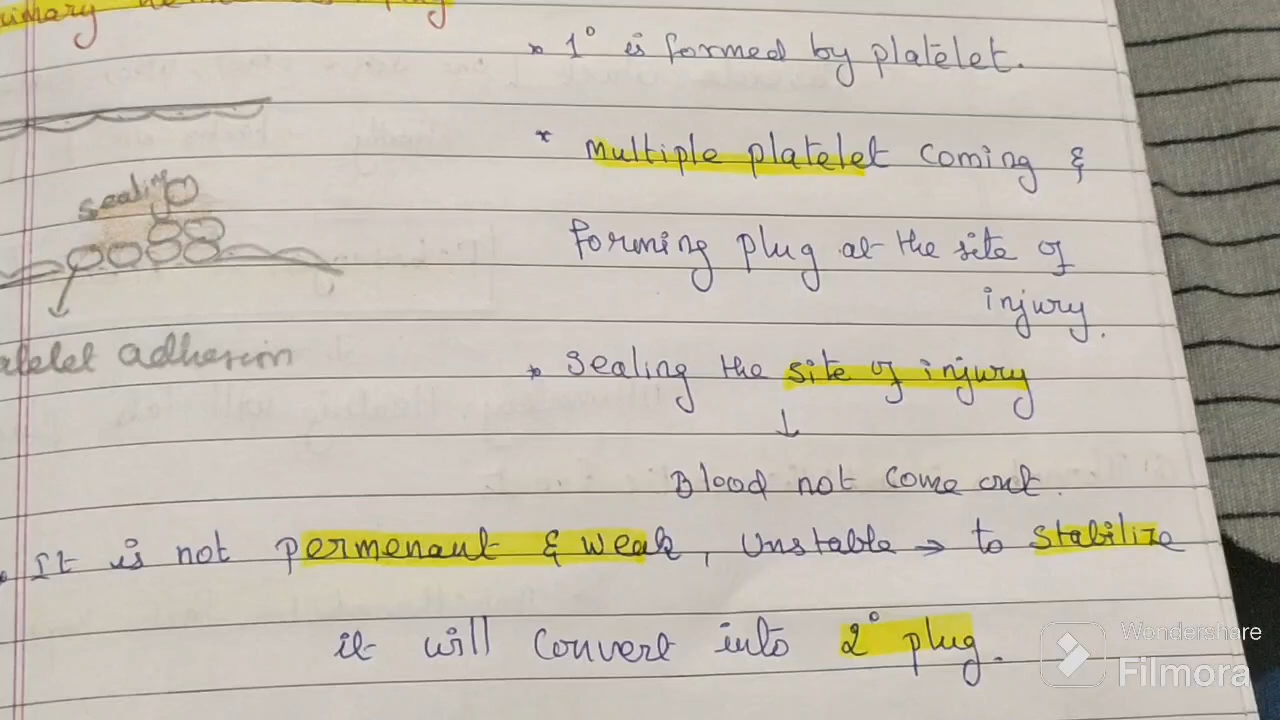 * 1° is formed by platelet.
* Multiple platelet coming &
forming plug at the site of
injury.
sealing
* Sealing the site of injury
↓
Blood not come out.
adhesion
. It is not permenant & weak, Unstable → to stabilize
it will convert into 2° plug.
Wondershare
Filmora